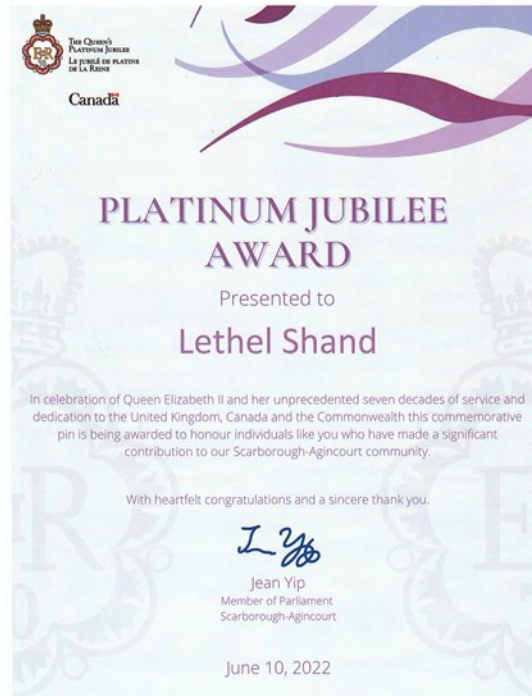 THE QUEEN'S
PLATINUM JUBILEE
LE JUBILÉ DE PLATINE
DE LA REINE
Canada
PLATINUM JUBILEE
AWARD
Presented to
Lethel Shand
In celebration of Queen Elizabeth II and her unprecedented seven decades of service and
dedication to the United Kingdom, Canada and the Commonwealth this commemorative
pin is being awarded to honour individuals like you who have made a significant
contribution to our Scarborough-Agincourt community.
With heartfelt congratulations and a sincere thank you.
Jean Yip
Member of Parliament
Scarborough-Agincourt
June 10, 2022